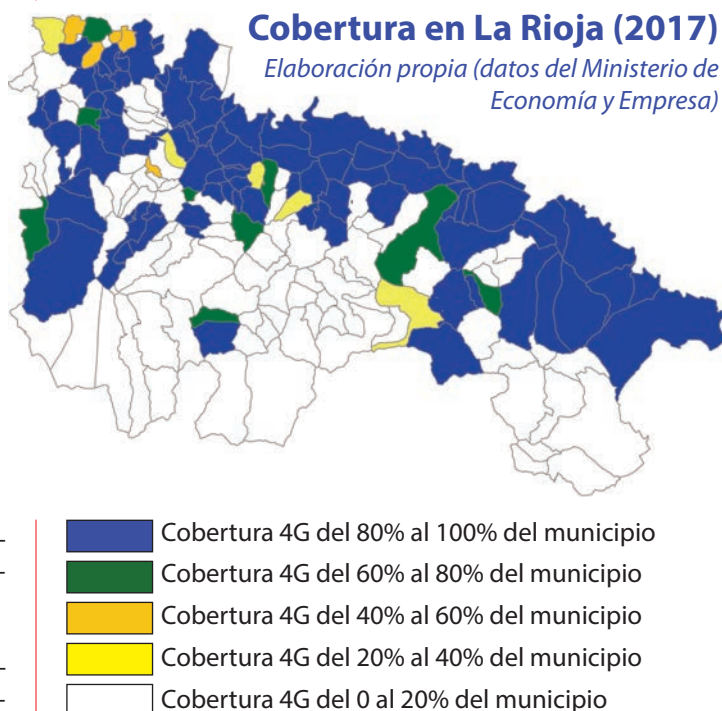 Cobertura en La Rioja (2017)
Elaboración propia (datos del Ministerio de
Economía y Empresa)
Cobertura 4G del 80% al 100% del municipio
Cobertura 4G del 60% al 80% del municipio
Cobertura 4G del 40% al 60% del municipio
Cobertura 4G del 20% al 40% del municipio
Cobertura 4G del 0 al 20% del municipio